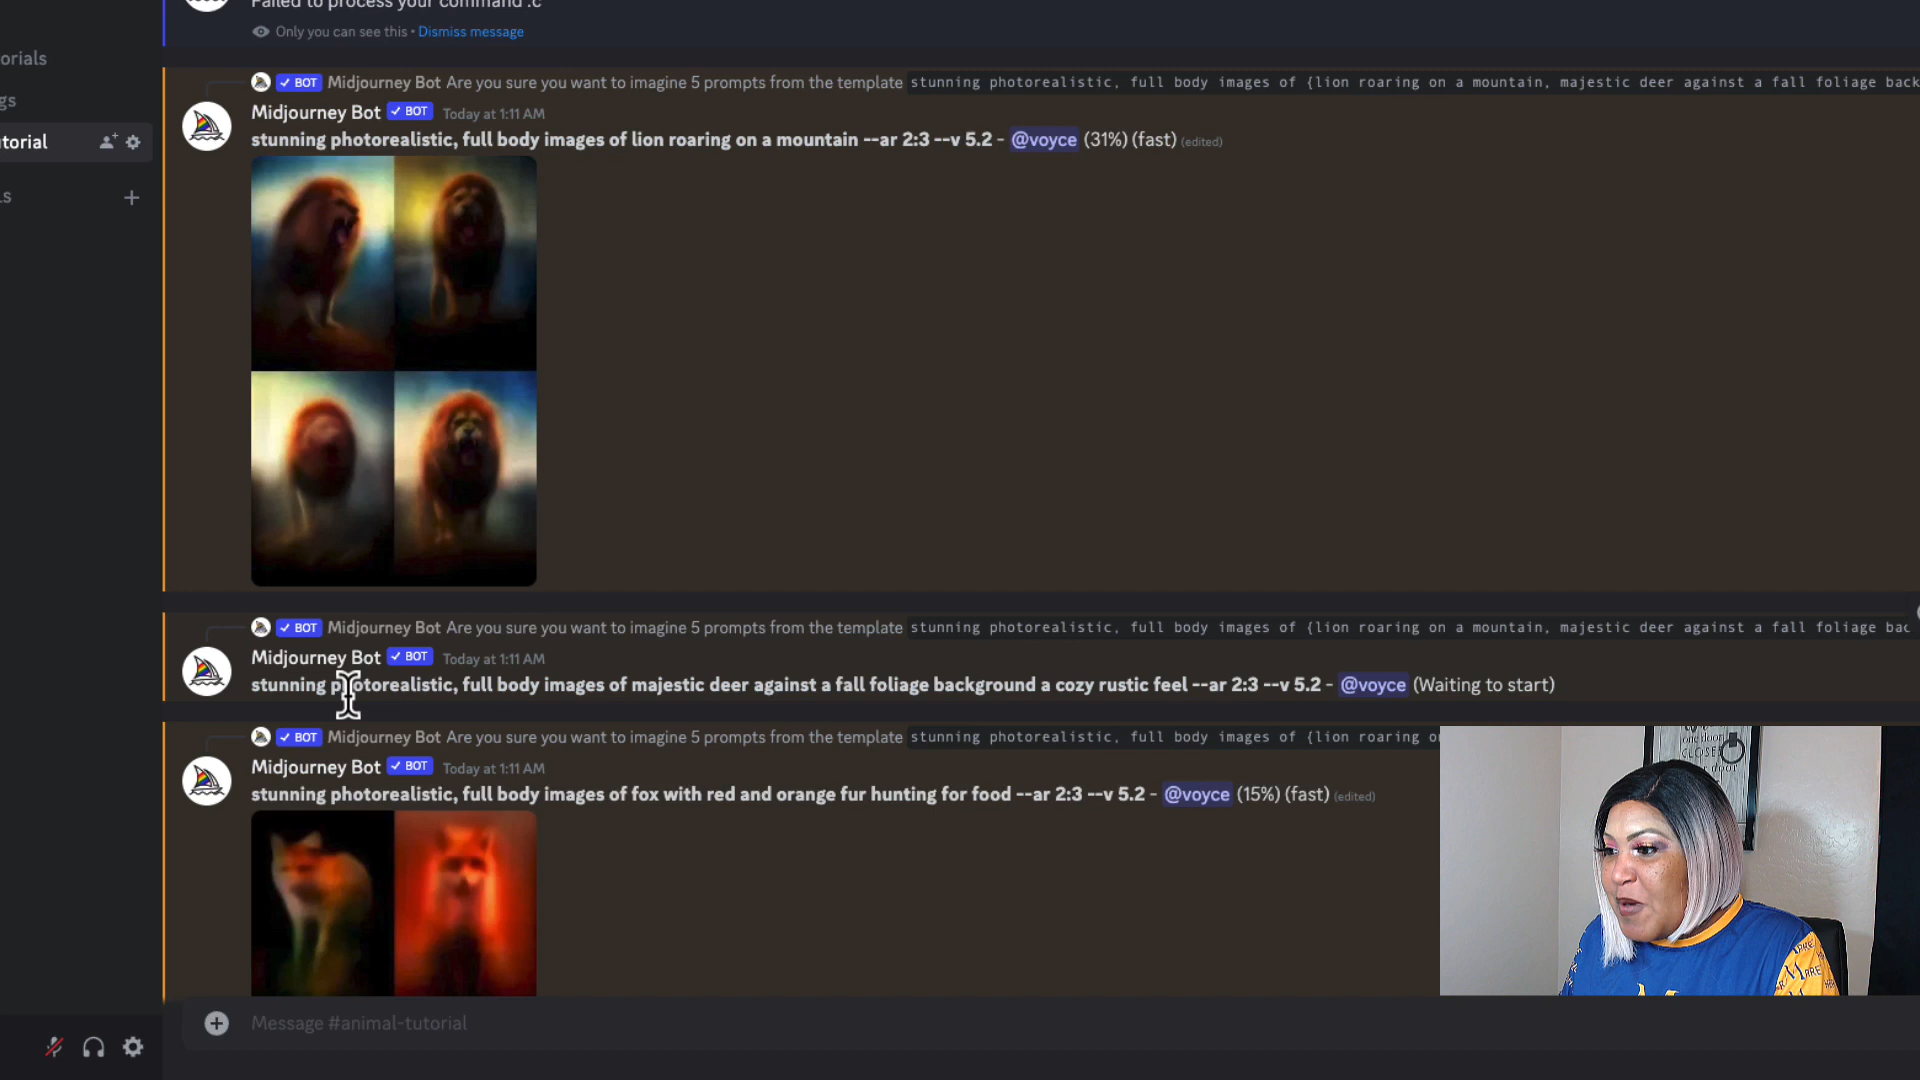 Failed to process your command :c
Only you can see this • Dismiss message
orials
BOT Midjourney Bot Are you sure you want to imagine 5 prompts from the template stunning photorealistic, full body images of {lion roaring on a mountain, majestic deer against a fall foliage back
gs
Midjourney Bot BOT Today at 1:11 AM
torial
stunning photorealistic, full body images of lion roaring on a mountain --ar 2:3 --v 5.2 - @voyce (31%) (fast) (edited)
s
BOT Midjourney Bot Are you sure you want to imagine 5 prompts from the template stunning photorealistic, full body images of {lion roaring on a mountain, majestic deer against a fall foliage bac
Midjourney Bot BOT Today at 1:11 AM
stunning photorealistic, full body images of majestic deer against a fall foliage background a cozy rustic feel --ar 2:3 --v 5.2 - @voyce (Waiting to start)
BOT Midjourney Bot Are you sure you want to imagine 5 prompts from the template stunning photorealistic, full body images of {lion roaring o
Midjourney Bot BOT Today at 1:11 AM
stunning photorealistic, full body images of fox with red and orange fur hunting for food --ar 2:3 --v 5.2 - @voyce (15%) (fast) (edited)
one door
CLOSES
door
Message #animal-tutorial